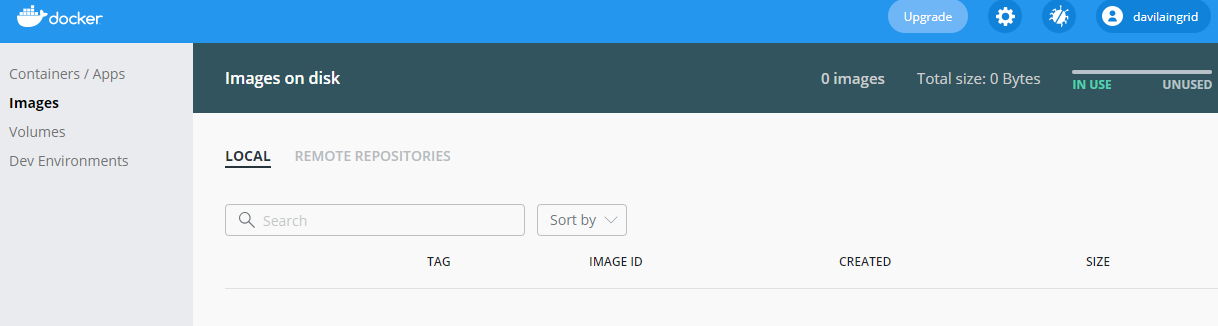 docker
Upgrade
davilaingrid
Containers / Apps
Images
Volumes
Dev Environments
Images on disk
0 images
Total size: 0 Bytes
IN USE
UNUSED
LOCAL
REMOTE REPOSITORIES
Search
Sort by
TAG
IMAGE ID
CREATED
SIZE